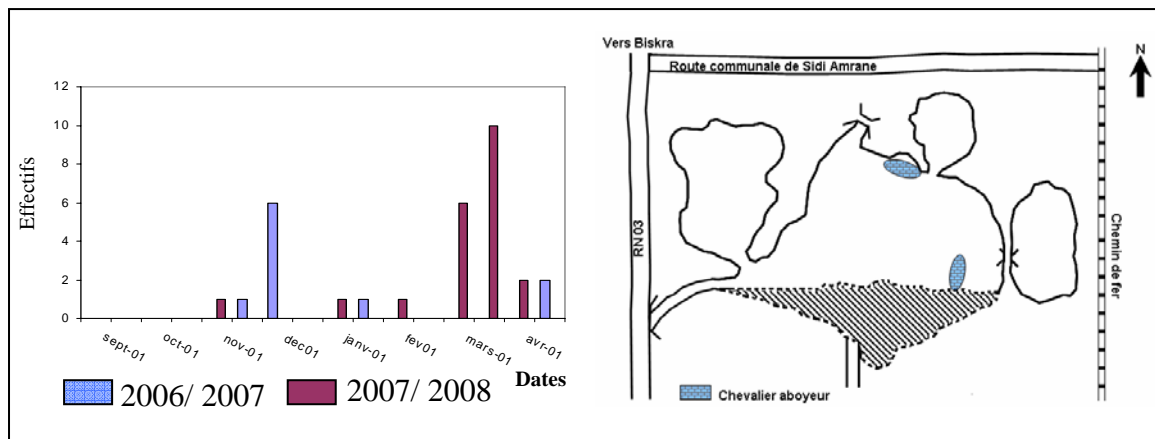 12
10
8
6
4
2
0
Effectifs
sept-01
oct-01
nov-01
dec01
janv-01
fev01
mars-01
avr-01
Dates
2006/ 2007
2007/ 2008
Vers Biskra
Route communale de Sidi Amrane
N
RN 03
Chemin de fer
Chevalier aboyeur